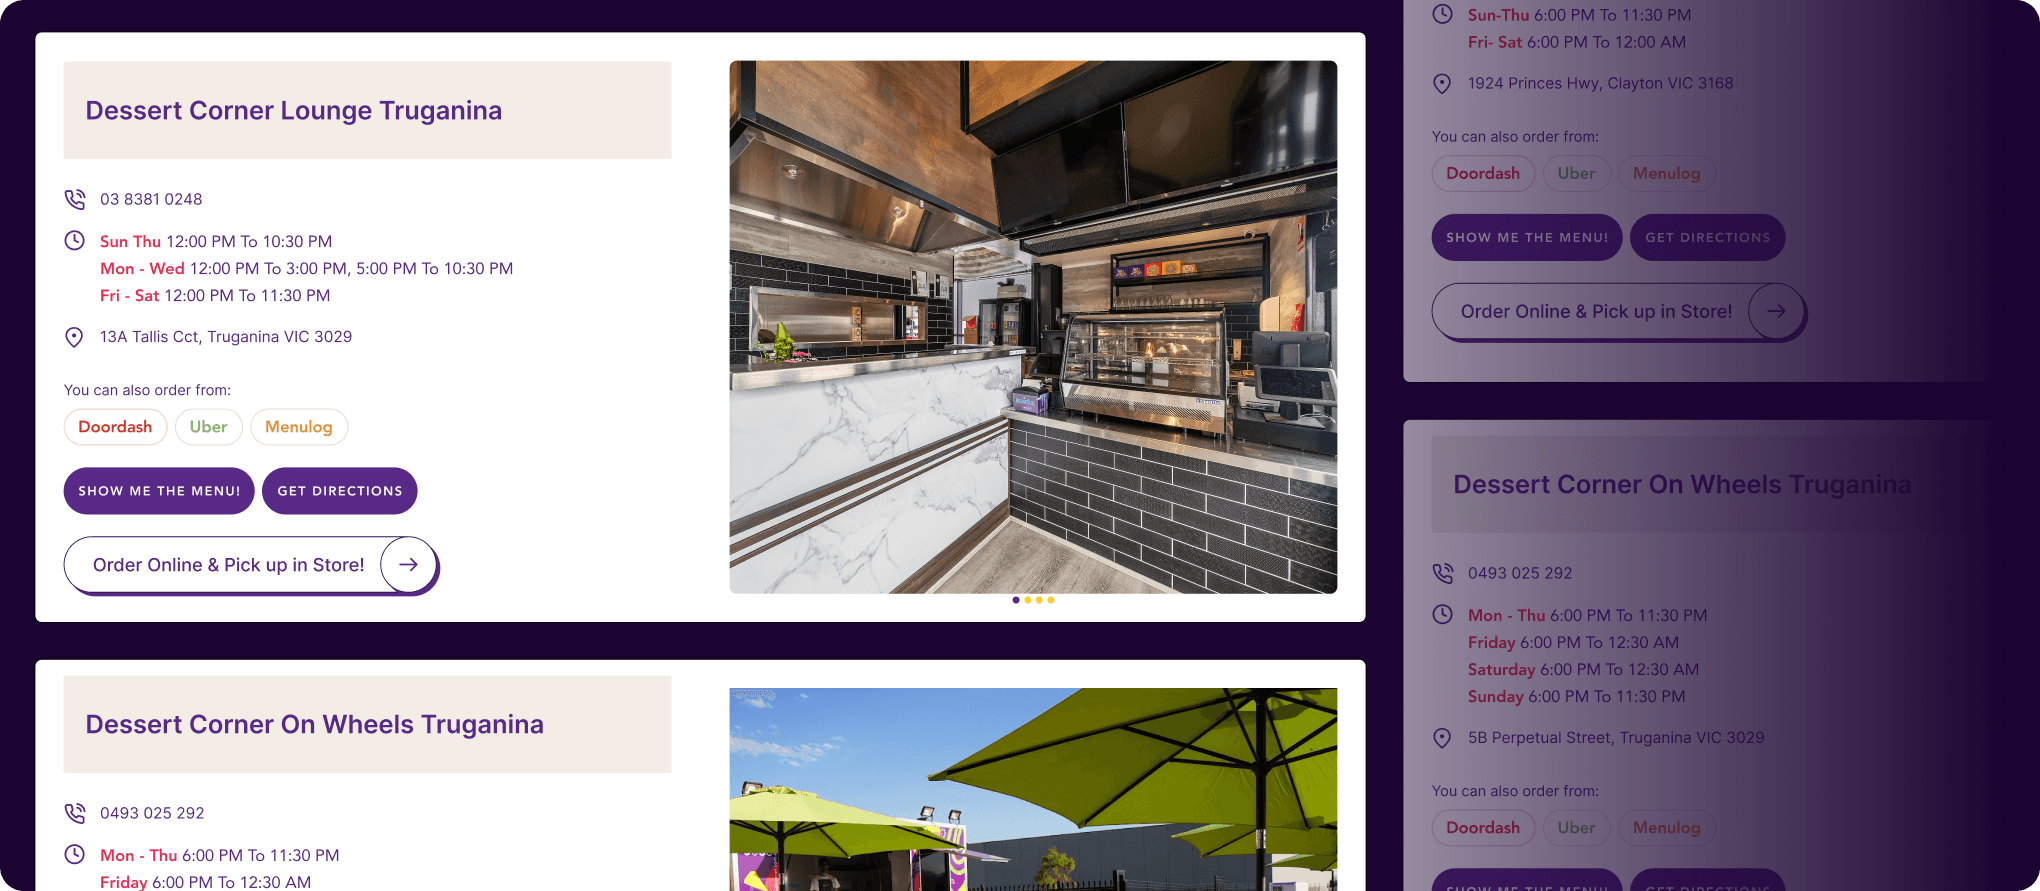 Dessert Corner Lounge Truganina
03 8381 0248
Sun Thu 12:00 PM To 10:30 PM
Mon - Wed 12:00 PM To 3:00 PM, 5:00 PM To 10:30 PM
Fri - Sat 12:00 PM To 11:30 PM
13A Tallis Cct, Truganina VIC 3029
You can also order from:
Doordash Uber Menulog
SHOW ME THE MENU! GET DIRECTIONS
Order Online & Pick up in Store!
Dessert Corner On Wheels Truganina
0493 025 292
Mon - Thu 6:00 PM To 11:30 PM
Friday 6:00 PM To 12:30 AM
Sun-Thu 6:00 PM To 11:30 PM
Fri- Sat 6:00 PM To 12:00 AM
1924 Princes Hwy, Clayton VIC 3168
You can also order from:
Doordash Uber Menulog
SHOW ME THE MENU! GET DIRECTIONS
Order Online & Pick up in Store!
Dessert Corner On Wheels Truganina
0493 025 292
Mon - Thu 6:00 PM To 11:30 PM
Friday 6:00 PM To 12:30 AM
Saturday 6:00 PM To 12:30 AM
Sunday 6:00 PM To 11:30 PM
5B Perpetual Street, Truganina VIC 3029
You can also order from:
Doordash Uber Menulog
SHOW ME THE MENU! GET DIRECTIONS